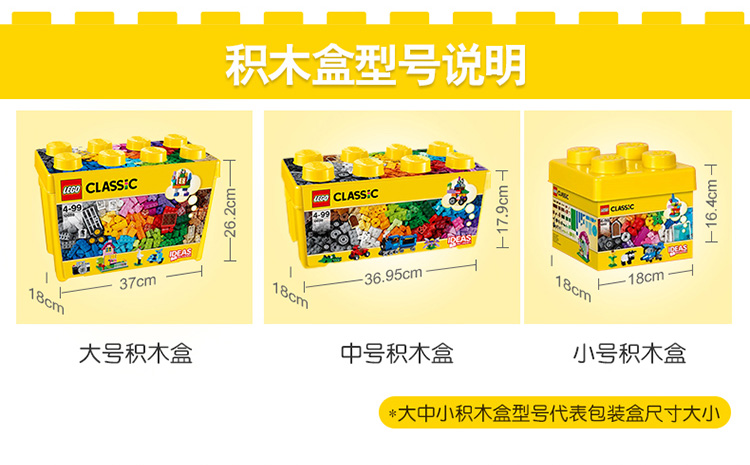 积木盒型号说明
LEGO CLASSIC
4-99
IDEAS
26.2cm
37cm
18cm
LEGO CLASSIC
4-99
IDEAS
17.9cm
36.95cm
18cm
LEGO CLASSIC
IDEAS
16.4cm
18cm
18cm
大号积木盒
中号积木盒
小号积木盒
*大中小积木盒型号代表包装盒尺寸大小